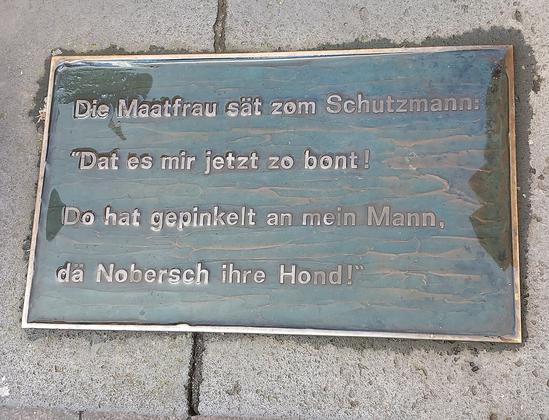 Die Maatfrau sät zom Schutzmann:
"Dat es mir jetzt zo bont!
Do hat gepinkelt an mein Mann,
dä Nobersch ihre Hond!"